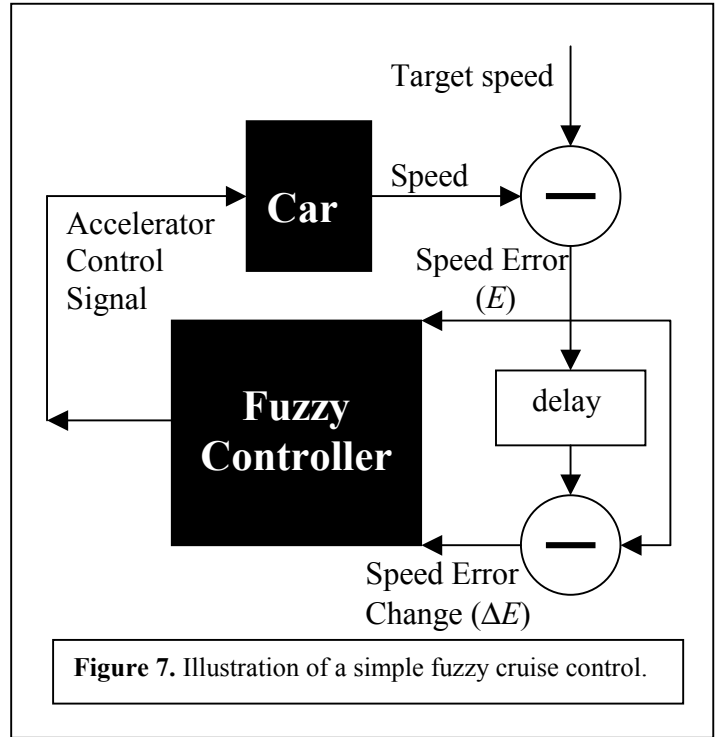 Target speed
Car
Speed
Accelerator
Control
Signal
Speed Error
(E)
Fuzzy
Controller
delay
Speed Error
Change (ΔE)
Figure 7. Illustration of a simple fuzzy cruise control.